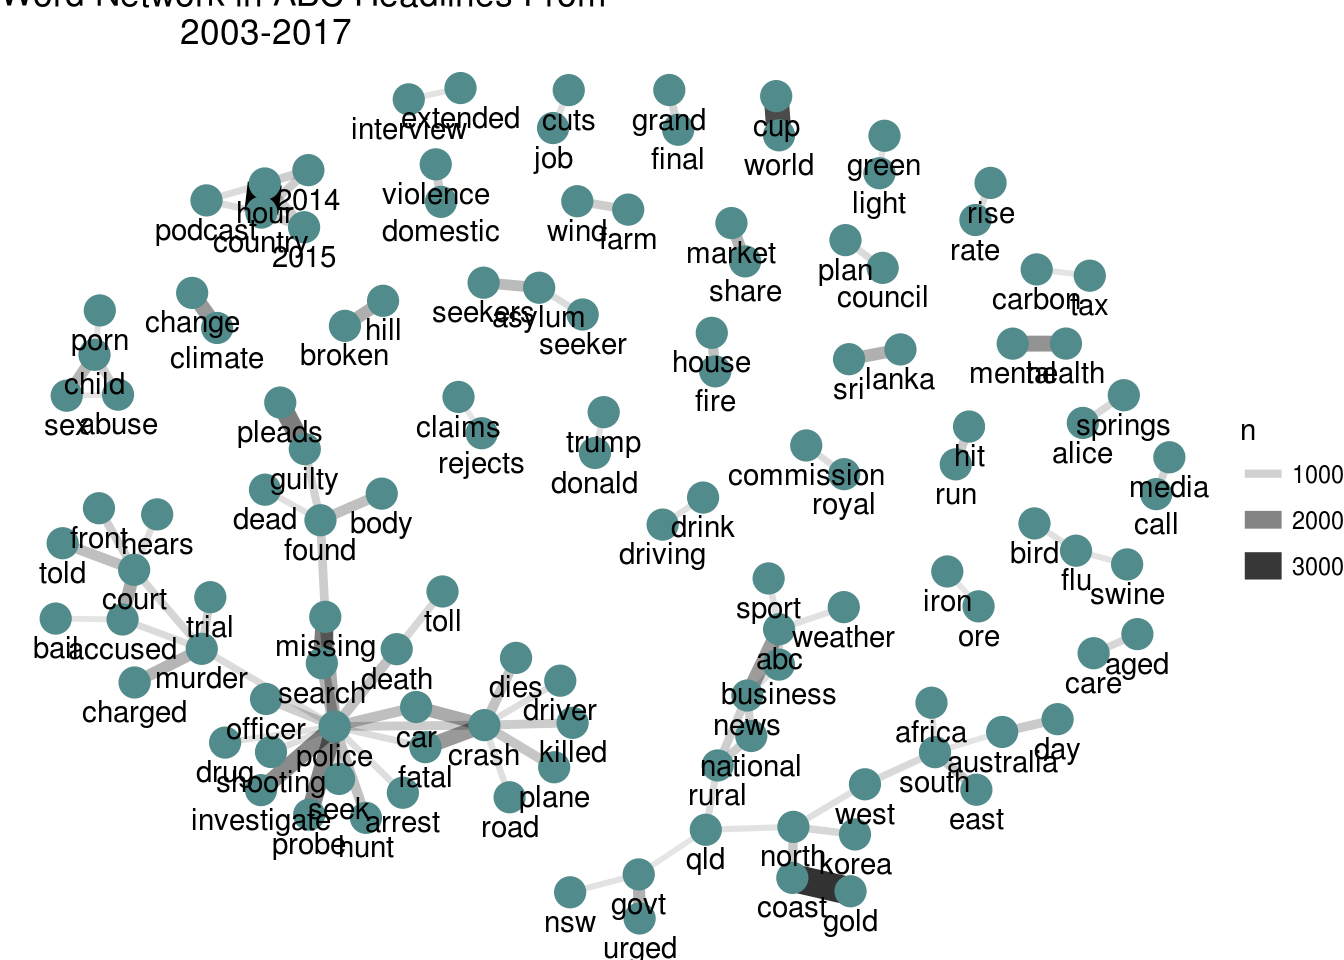 Word Network in ABC Headlines From
2003-2017
extended
interview
cuts
job
grand
final
cup
world
green
light
2014
hour
podcast
country
2015
violence
domestic
wind
farm
rise
rate
market
share
plan
council
carbon
tax
change
climate
hill
broken
seekers
asylum
seeker
porn
child
sex
abuse
house
fire
sri
lanka
mental
health
pleads
guilty
claims
rejects
trump
donald
springs
alice
hit
run
commission
royal
media
call
dead
body
found
drink
driving
front
hears
told
court
bird
flu
swine
bail
accused
trial
murder
charged
toll
missing
search
death
iron
ore
sport
weather
abc
business
news
national
rural
aged
care
officer
police
drug
shooting
investigate
probe
seek
hunt
arrest
car
fatal
crash
dies
driver
killed
plane
road
africa
south
australia
day
east
west
qld
north
korea
coast
gold
nsw
govt
urged
n
1000
2000
3000